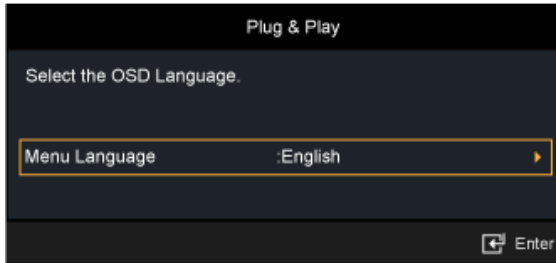 Plug & Play
Select the OSD Language.
Menu Language :English
Enter